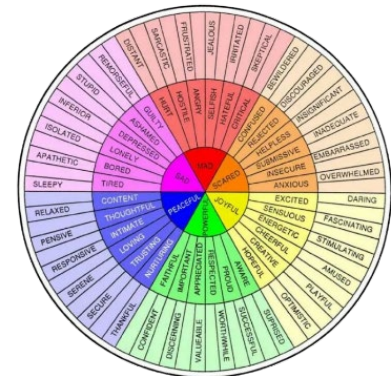 MAD
SCARED
JOYFUL
POWERFUL
PEACEFUL
SAD
HURT
HOSTILE
ANGRY
SELFISH
HATEFUL
CRITICAL
CONFUSED
REJECTED
HELPLESS
SUBMISSIVE
INSECURE
ANXIOUS
EXCITED
SENSUOUS
ENERGETIC
CHEERFUL
CREATIVE
HOPEFUL
AWARE
PROUD
RESPECTED
APPRECIATED
IMPORTANT
FAITHFUL
NURTURING
TRUSTING
LOVING
INTIMATE
THOUGHTFUL
CONTENT
TIRED
BORED
LONELY
DEPRESSED
ASHAMED
GUILTY
DISTANT
SARCASTIC
FRUSTRATED
JEALOUS
IRRITATED
SKEPTICAL
BEWILDERED
DISCOURAGED
INSIGNIFICANT
INADEQUATE
EMBARRASSED
OVERWHELMED
DARING
FASCINATING
STIMULATING
AMUSED
PLAYFUL
OPTIMISTIC
SUPRISED
SUCCESSFUL
WORTHWHILE
VALUEABLE
DISCERNING
CONFIDENT
THANKFUL
SECURE
SERENE
RESPONSIVE
PENSIVE
RELAXED
SLEEPY
APATHETIC
ISOLATED
INFERIOR
STUPID
REMORSEFUL